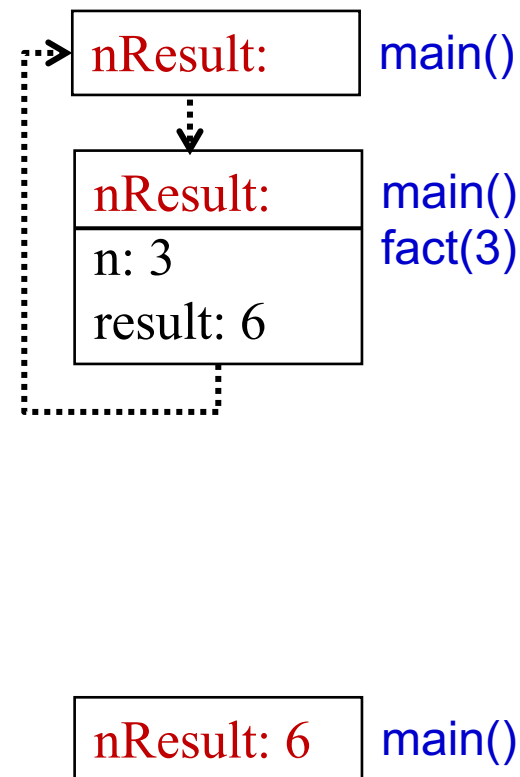 nResult: main()
nResult: main()
n: 3 fact(3)
result: 6
nResult: 6 main()